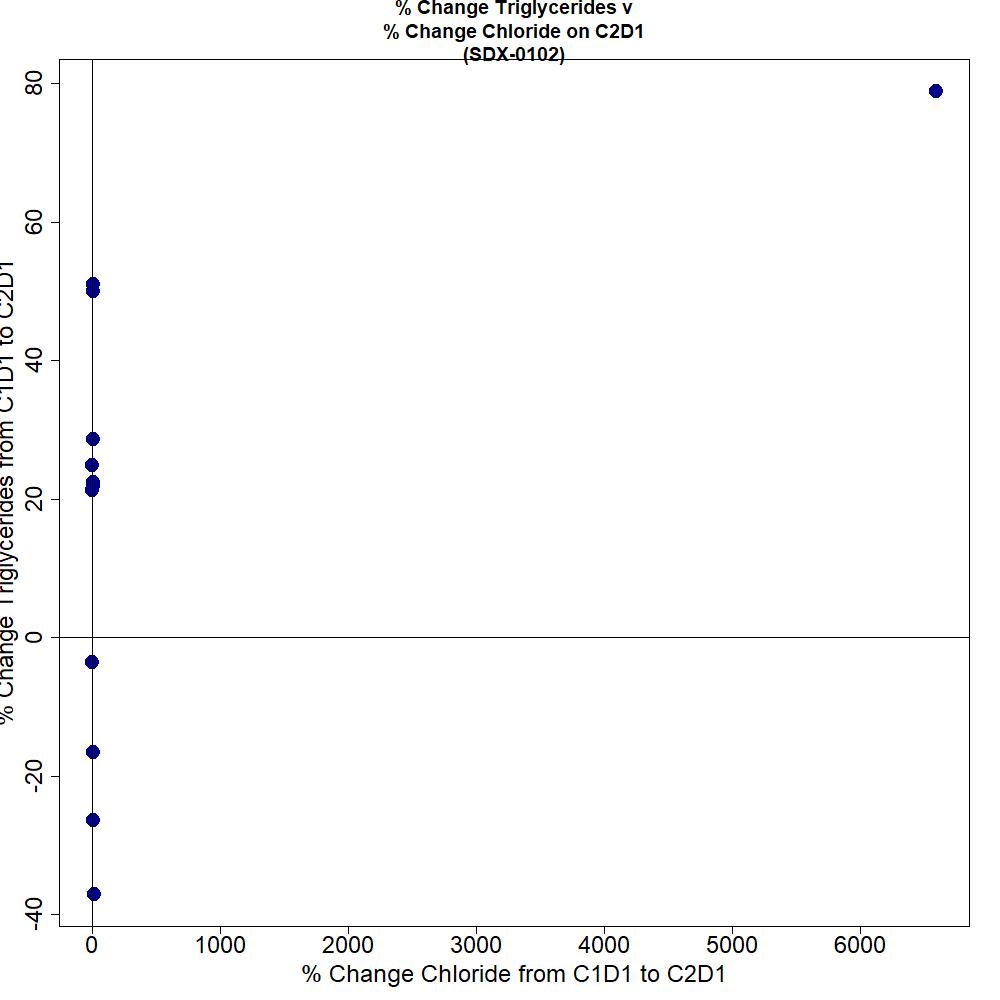 % Change Triglycerides v
% Change Chloride on C2D1
(SDX-0102)
% Change Triglycerides from C1D1 to C2D1
80
60
40
20
0
-20
-40
0 1000 2000 3000 4000 5000 6000
% Change Chloride from C1D1 to C2D1